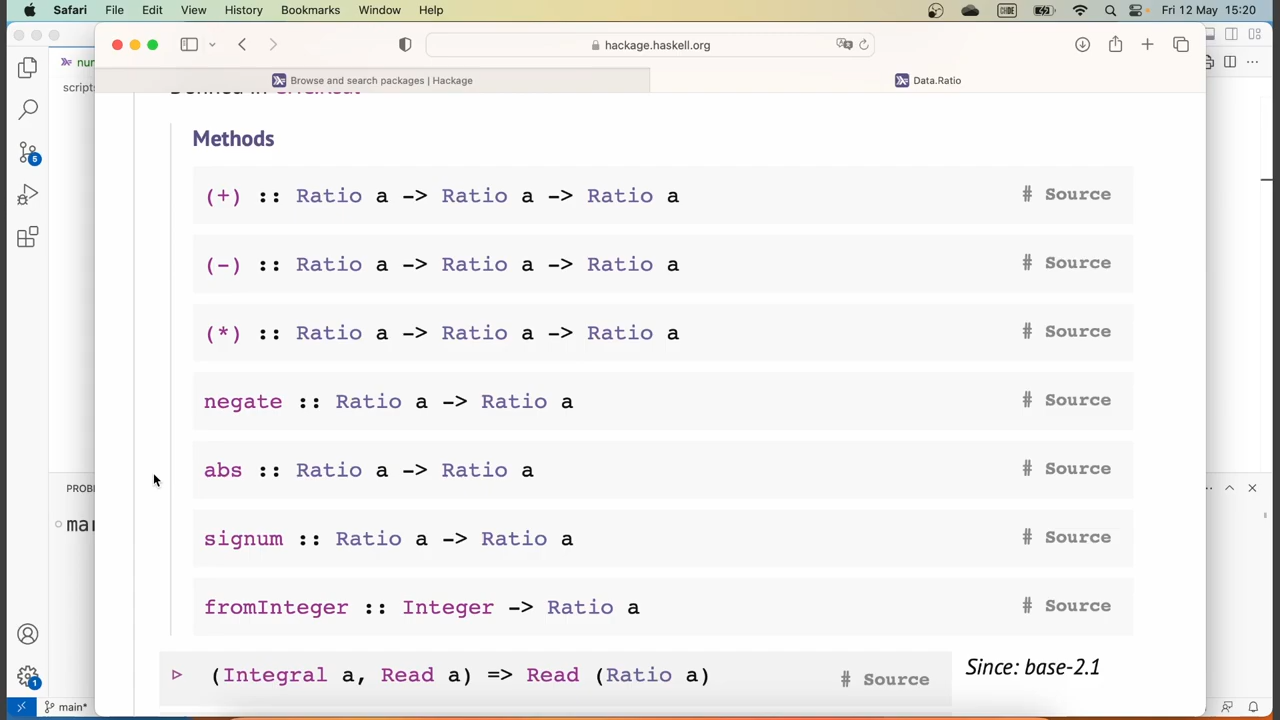 Safari File Edit View History Bookmarks Window Help Fri 12 May 15:20
hackage.haskell.org
Browse and search packages | Hackage Data.Ratio
scripts
Methods
(+) :: Ratio a -> Ratio a -> Ratio a # Source
(-) :: Ratio a -> Ratio a -> Ratio a # Source
(*) :: Ratio a -> Ratio a -> Ratio a # Source
negate :: Ratio a -> Ratio a # Source
5
abs :: Ratio a -> Ratio a # Source
signum :: Ratio a -> Ratio a # Source
fromInteger :: Integer -> Ratio a # Source
(Integral a, Read a) => Read (Ratio a) # Source Since: base-2.1
1
main*